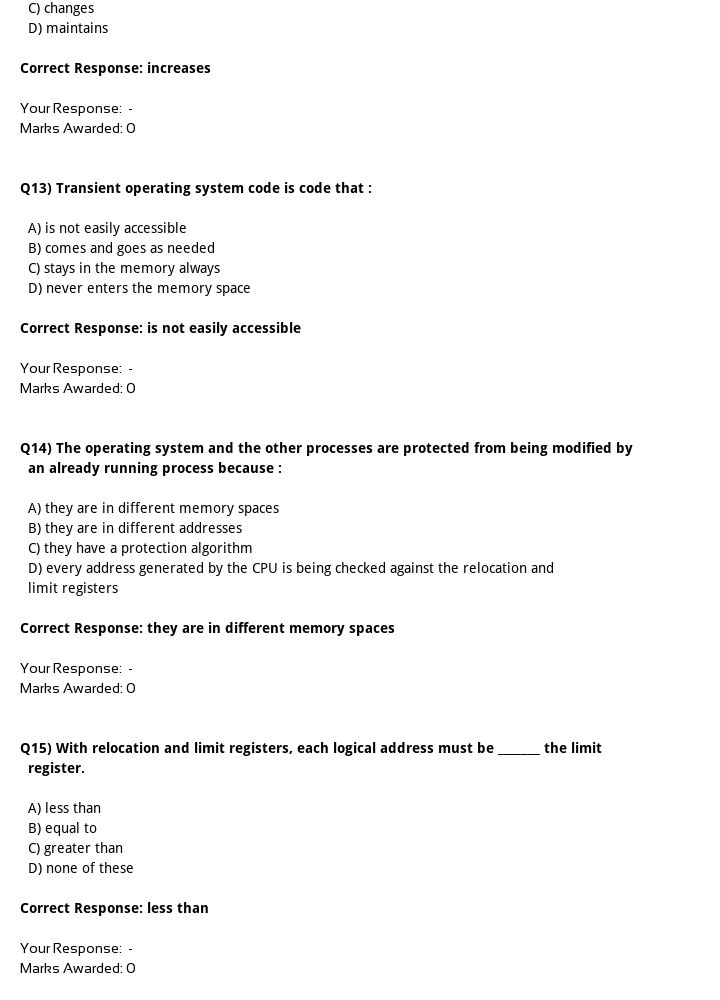 C) changes
D) maintains
Correct Response: increases
Your Response: -
Marks Awarded: 0
Q13) Transient operating system code is code that :
A) is not easily accessible
B) comes and goes as needed
C) stays in the memory always
D) never enters the memory space
Correct Response: is not easily accessible
Your Response: -
Marks Awarded: 0
Q14) The operating system and the other processes are protected from being modified by
an already running process because :
A) they are in different memory spaces
B) they are in different addresses
C) they have a protection algorithm
D) every address generated by the CPU is being checked against the relocation and
limit registers
Correct Response: they are in different memory spaces
Your Response: -
Marks Awarded: 0
Q15) With relocation and limit registers, each logical address must be _______ the limit
register.
A) less than
B) equal to
C) greater than
D) none of these
Correct Response: less than
Your Response: -
Marks Awarded: 0